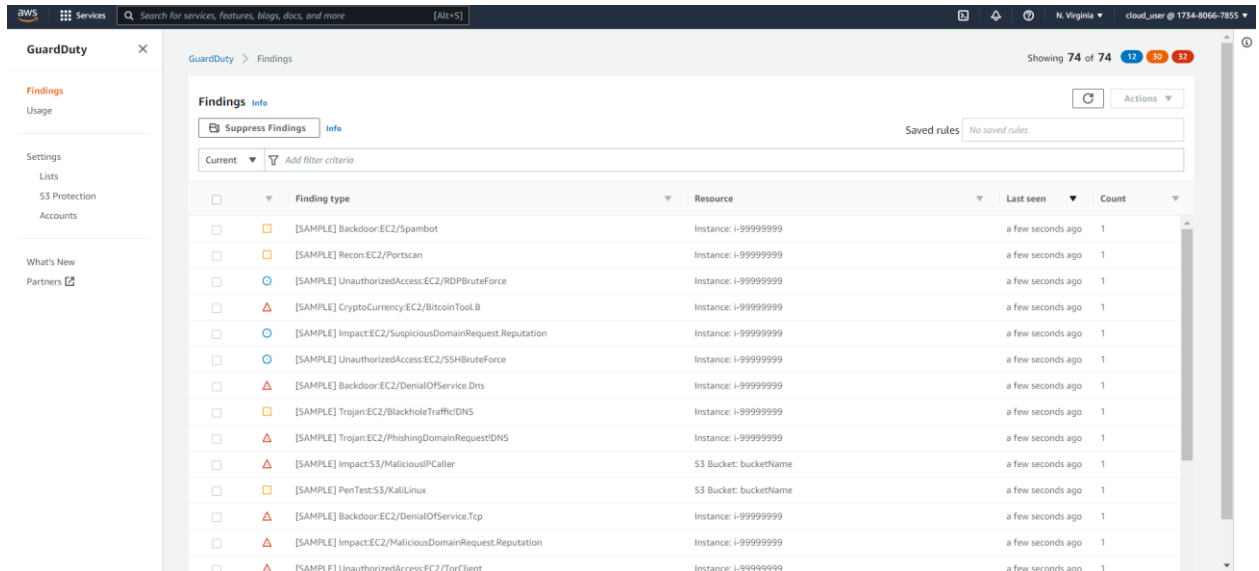 aws Services Search for services, features, blogs, docs, and more [Alt+S] N. Virginia cloud_user @ 1734-8066-7855
GuardDuty
Findings
Usage
Settings
Lists
S3 Protection
Accounts
What's New
Partners
GuardDuty > Findings Showing 74 of 74 12 30 32
Findings Info Actions
Suppress Findings Info Saved rules No saved rules
Current Add filter criteria
Finding type Resource Last seen Count
[SAMPLE] Backdoor:EC2/Spambot Instance: i-99999999 a few seconds ago 1
[SAMPLE] Recon:EC2/Portscan Instance: i-99999999 a few seconds ago 1
[SAMPLE] UnauthorizedAccess:EC2/RDPBruteForce Instance: i-99999999 a few seconds ago 1
[SAMPLE] CryptoCurrency:EC2/BitcoinTool.B Instance: i-99999999 a few seconds ago 1
[SAMPLE] Impact:EC2/SuspiciousDomainRequest.Reputation Instance: i-99999999 a few seconds ago 1
[SAMPLE] UnauthorizedAccess:EC2/SSHBruteForce Instance: i-99999999 a few seconds ago 1
[SAMPLE] Backdoor:EC2/DenialOfService.Dns Instance: i-99999999 a few seconds ago 1
[SAMPLE] Trojan:EC2/BlackholeTraffic!DNS Instance: i-99999999 a few seconds ago 1
[SAMPLE] Trojan:EC2/PhishingDomainRequest!DNS Instance: i-99999999 a few seconds ago 1
[SAMPLE] Impact:S3/MaliciousIPCaller S3 Bucket: bucketName a few seconds ago 1
[SAMPLE] PenTest:S3/KaliLinux S3 Bucket: bucketName a few seconds ago 1
[SAMPLE] Backdoor:EC2/DenialOfService.Tcp Instance: i-99999999 a few seconds ago 1
[SAMPLE] Impact:EC2/MaliciousDomainRequest.Reputation Instance: i-99999999 a few seconds ago 1
[SAMPLE] UnauthorizedAccess:EC2/TorClient Instance: i-99999999 a few seconds ago 1